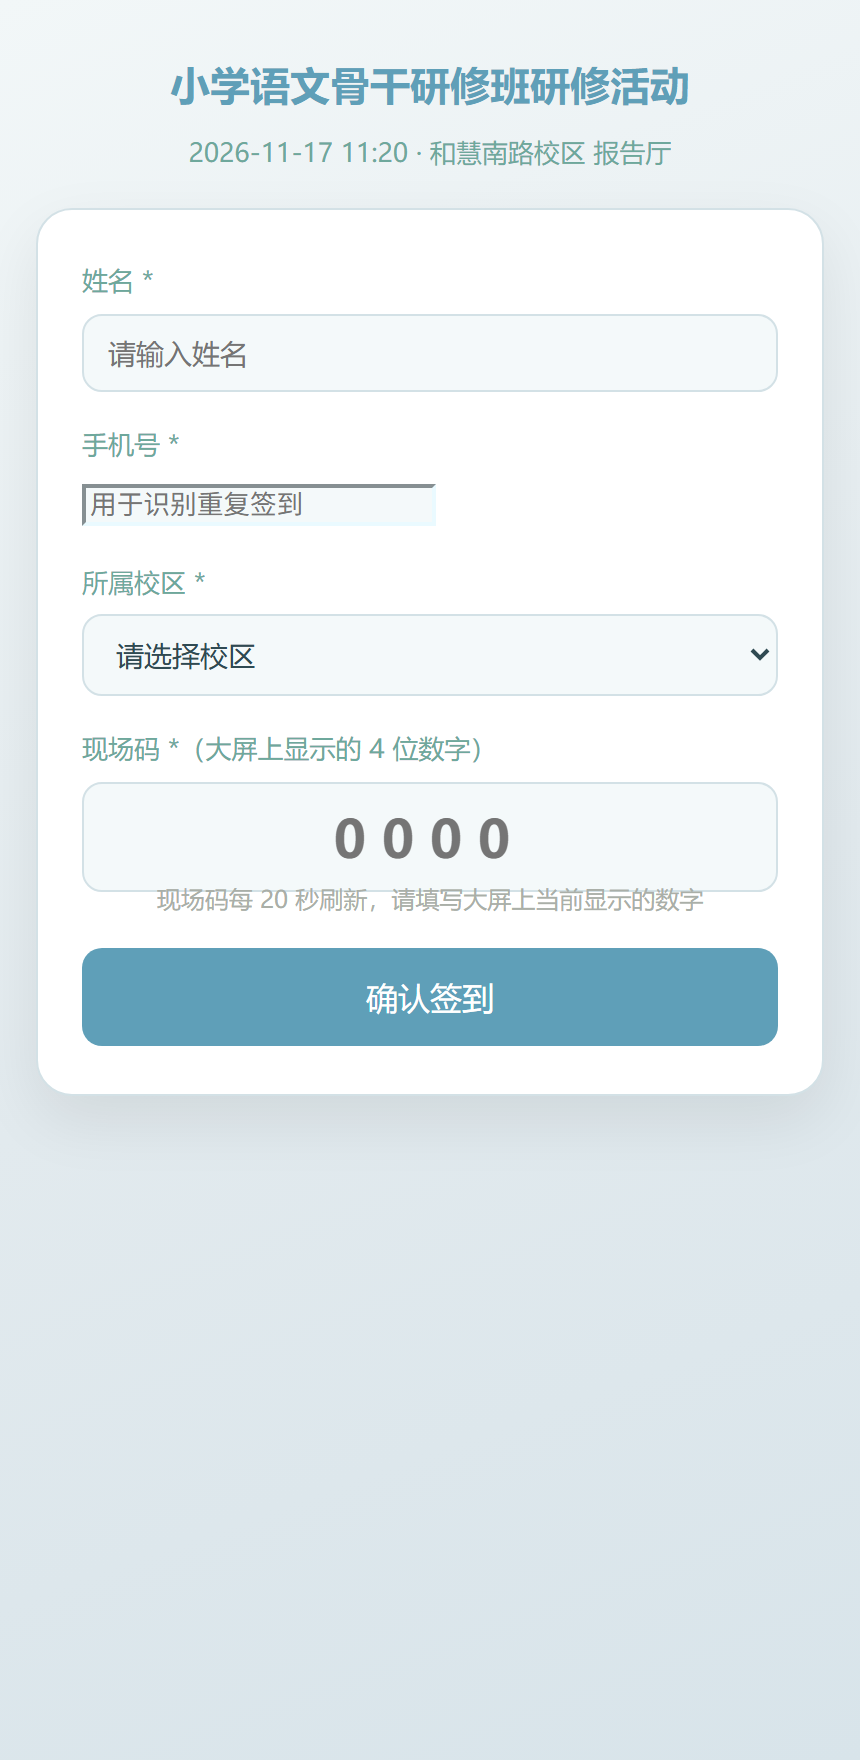 小学语文骨干研修班研修活动
2026-11-17 11:20 · 和慧南路校区 报告厅
姓名 *
请输入姓名
手机号 *
用于识别重复签到
所属校区 *
请选择校区
现场码 *（大屏上显示的 4 位数字）
0000
现场码每 20 秒刷新，请填写大屏上当前显示的数字
确认签到